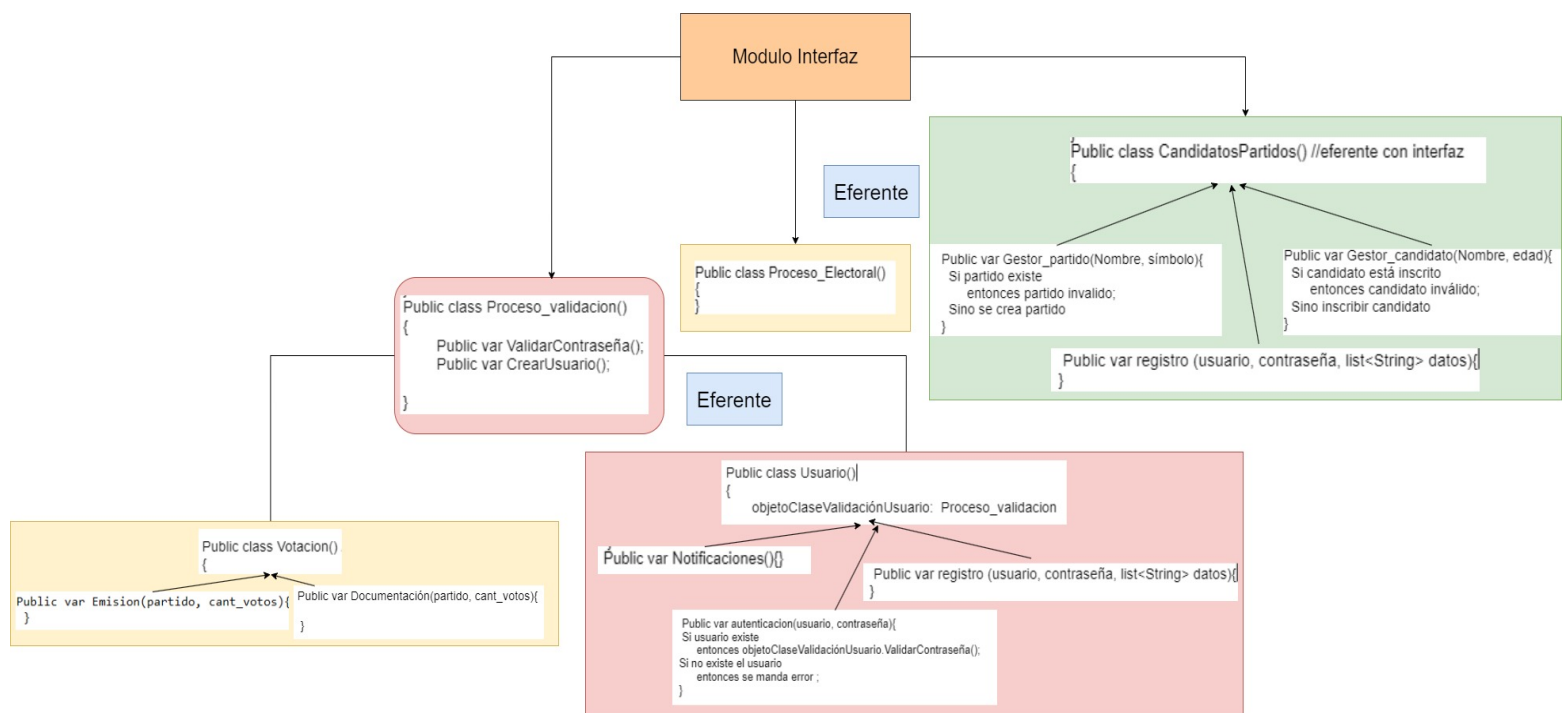 Modulo Interfaz
Eferente
Public class CandidatosPartidos() //eferente con interfaz
{
Public var Gestor_partido(Nombre, símbolo){
Si partido existe
entonces partido invalido;
Sino se crea partido
}
Public var Gestor_candidato(Nombre, edad){
Si candidato está inscrito
entonces candidato inválido;
Sino inscribir candidato
}
Public var registro (usuario, contraseña, list<String> datos){
}
Public class Proceso_Electoral()
{
}
Public class Proceso_validacion()
{
Public var ValidarContraseña();
Public var CrearUsuario();
}
Eferente
Public class Votacion()
{
Public var Emision(partido, cant_votos){
}
Public var Documentación(partido, cant_votos){
}
Public class Usuario()
{
objetoClaseValidaciónUsuario: Proceso_validacion
Public var Notificaciones(){}
Public var registro (usuario, contraseña, list<String> datos){
}
Public var autenticacion(usuario, contraseña){
Si usuario existe
entonces objetoClaseValidaciónUsuario.ValidarContraseña();
Si no existe el usuario
entonces se manda error ;
}